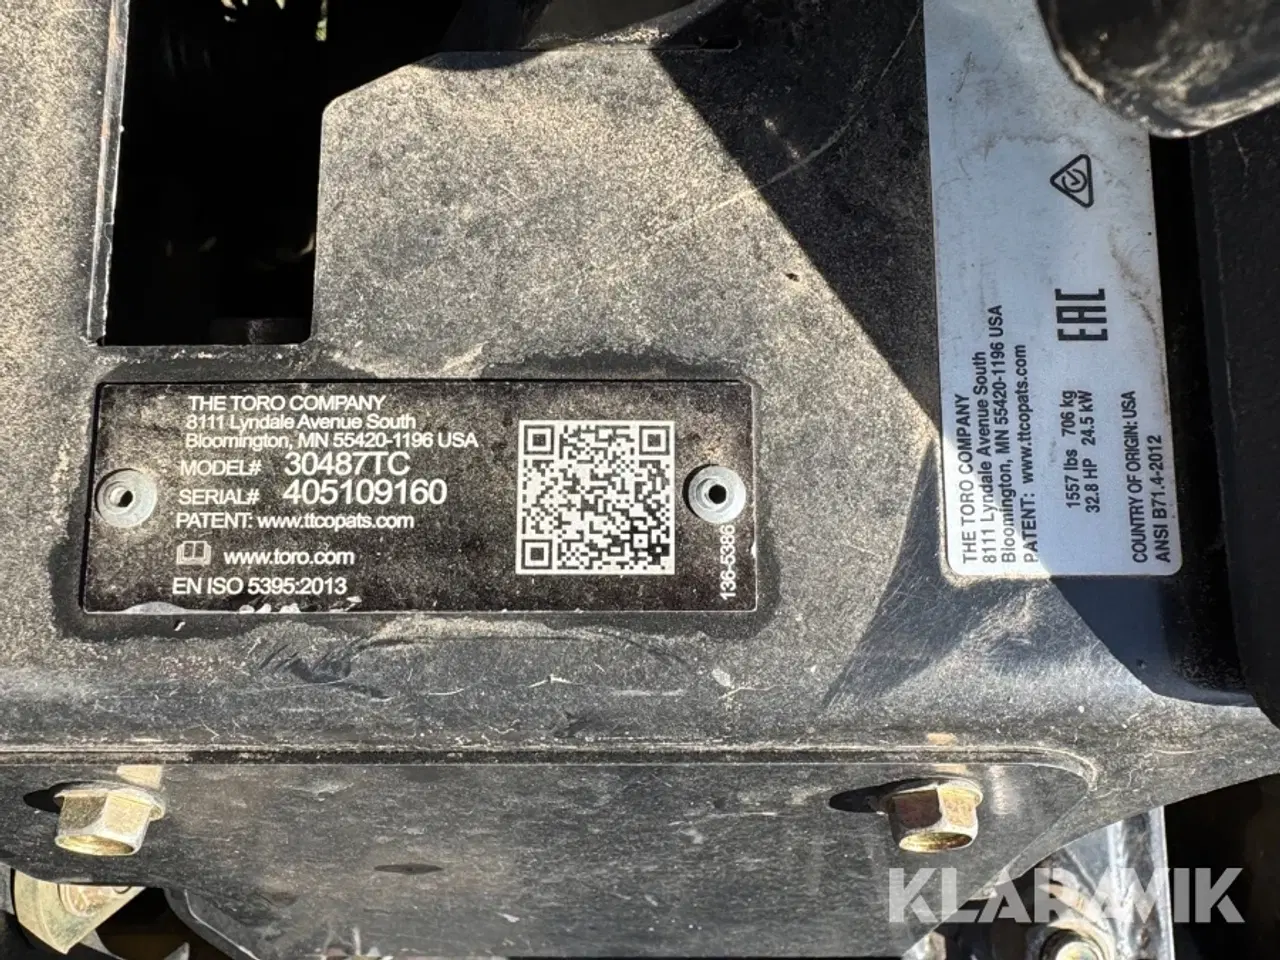 THE TORO COMPANY
8111 Lyndale Avenue South
Bloomington, MN 55420-1196 USA
MODEL# 30487TC
SERIAL# 405109160
PATENT: www.ttcopats.com
www.toro.com
EN ISO 5395:2013
136-5386
THE TORO COMPANY
8111 Lyndale Avenue South
Bloomington, MN 55420-1196 USA
PATENT: www.ttcopats.com
EAC
1557 lbs 706 kg
32.8 HP 24.5 kW
COUNTRY OF ORIGIN: USA
ANSI B71.4-2012
KLARAVIK